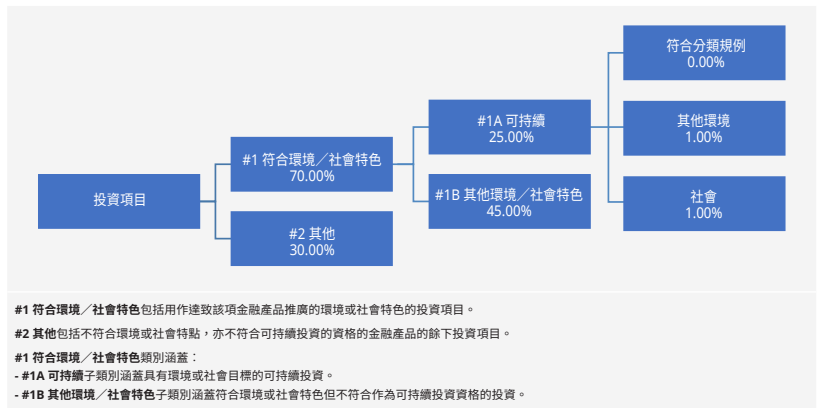 投資項目
#1 符合環境／社會特色
70.00%
#2 其他
30.00%
#1A 可持續
25.00%
#1B 其他環境／社會特色
45.00%
符合分類規例
0.00%
其他環境
1.00%
社會
1.00%
#1 符合環境／社會特色包括用作達致該項金融產品推廣的環境或社會特色的投資項目。
#2 其他包括不符合環境或社會特點，亦不符合可持續投資的資格的金融產品的餘下投資項目。
#1 符合環境／社會特色類別涵蓋：
- #1A 可持續子類別涵蓋具有環境或社會目標的可持續投資。
- #1B 其他環境／社會特色子類別涵蓋符合環境或社會特色但不符合作為可持續投資資格的投資。